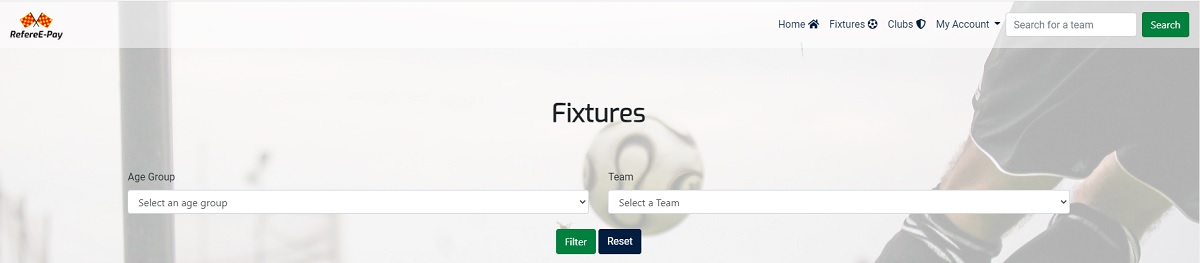 RefereE-Pay
Home Fixtures Clubs My Account Search for a team Search
Fixtures
Age Group Team
Select an age group Select a Team
Filter Reset